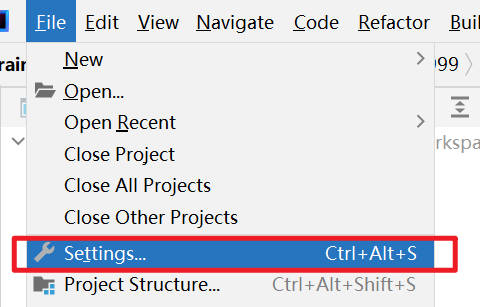 File Edit View Navigate Code Refactor
New
Open...
Open Recent
Close Project
Close All Projects
Close Other Projects
Settings... Ctrl+Alt+S
Project Structure... Ctrl+Alt+Shift+S